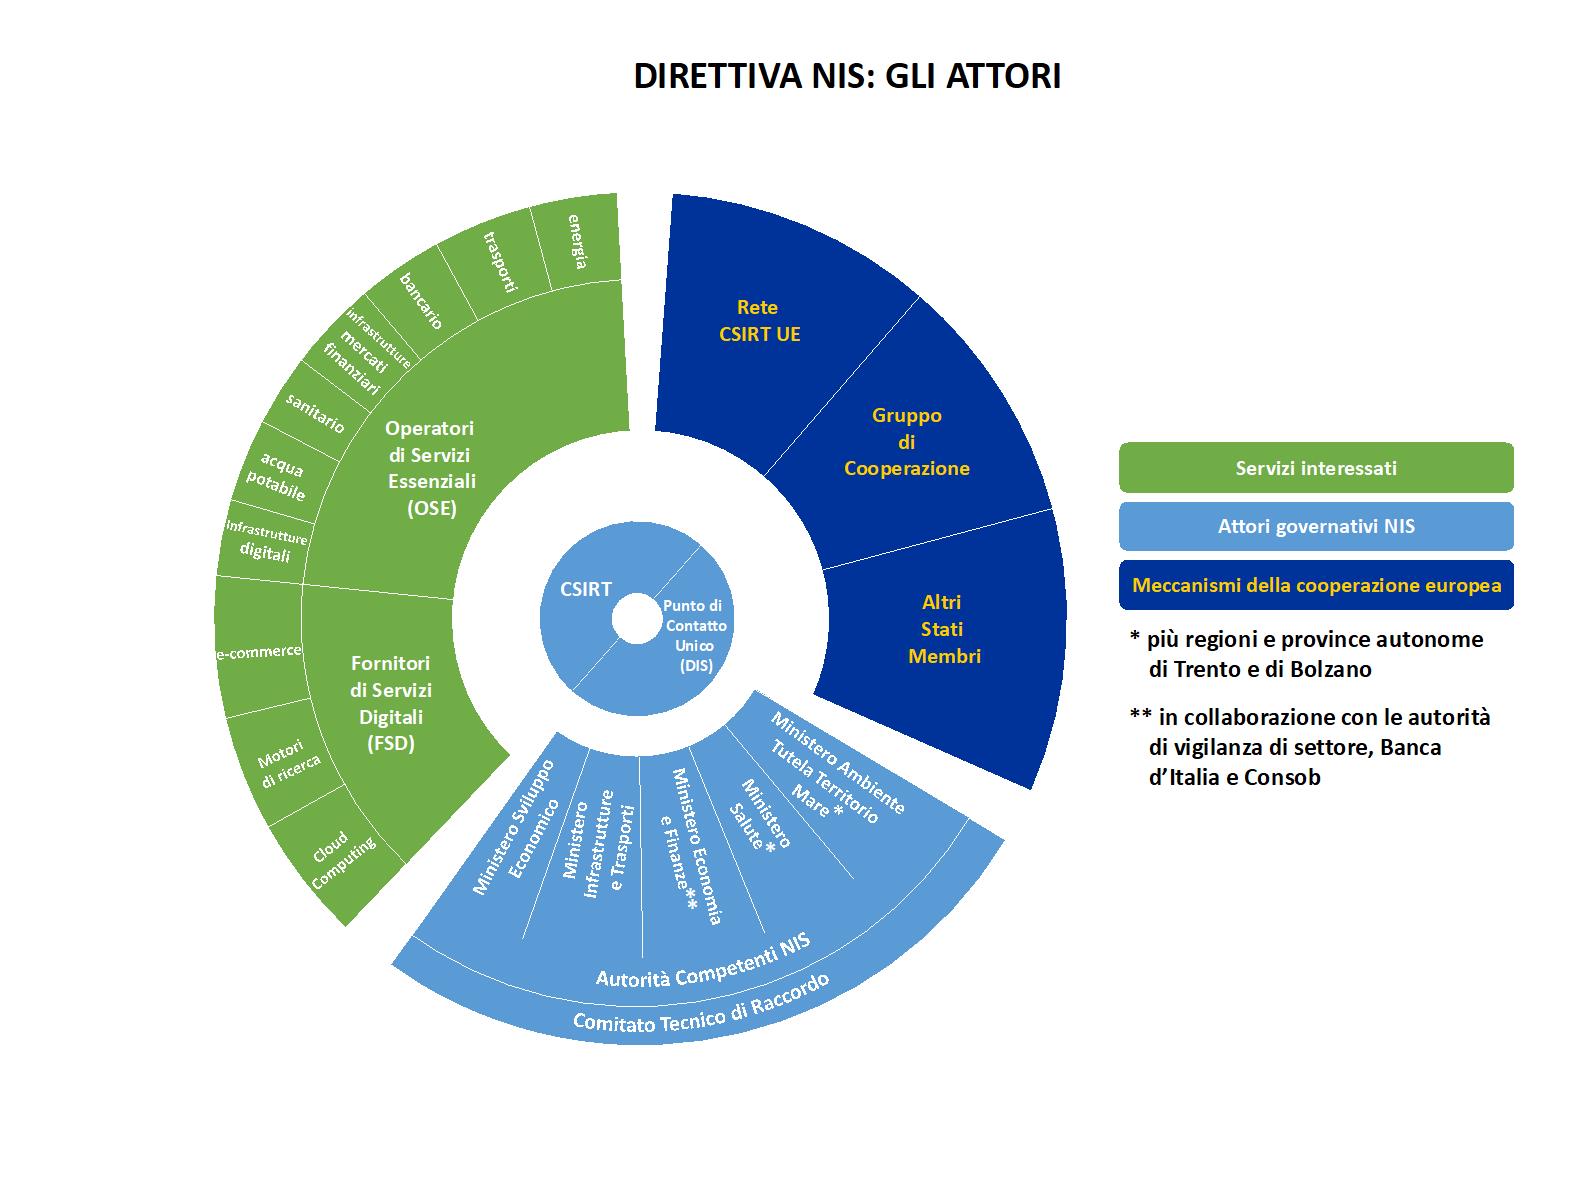 DIRETTIVA NIS: GLI ATTORI
energia
trasporti
bancario
infrastrutture
mercati
finanziari
sanitario
acqua
potabile
infrastrutture
digitali
e-commerce
Motori
di ricerca
Cloud
Computing
Operatori
di Servizi
Essenziali
(OSE)
Fornitori
di Servizi
Digitali
(FSD)
Rete
CSIRT UE
Gruppo
di
Cooperazione
Altri
Stati
Membri
CSIRT
Punto di
Contatto
Unico
(DIS)
Ministero Sviluppo
Economico
Ministero
Infrastrutture
e Trasporti
Ministero Economia
e Finanze**
Ministero
Salute*
Ministero Ambiente
Tutela Territorio
Mare *
Autorità Competenti NIS
Comitato Tecnico di Raccordo
Servizi interessati
Attori governativi NIS
Meccanismi della cooperazione europea
* più regioni e province autonome
di Trento e di Bolzano
** in collaborazione con le autorità
di vigilanza di settore, Banca
d’Italia e Consob